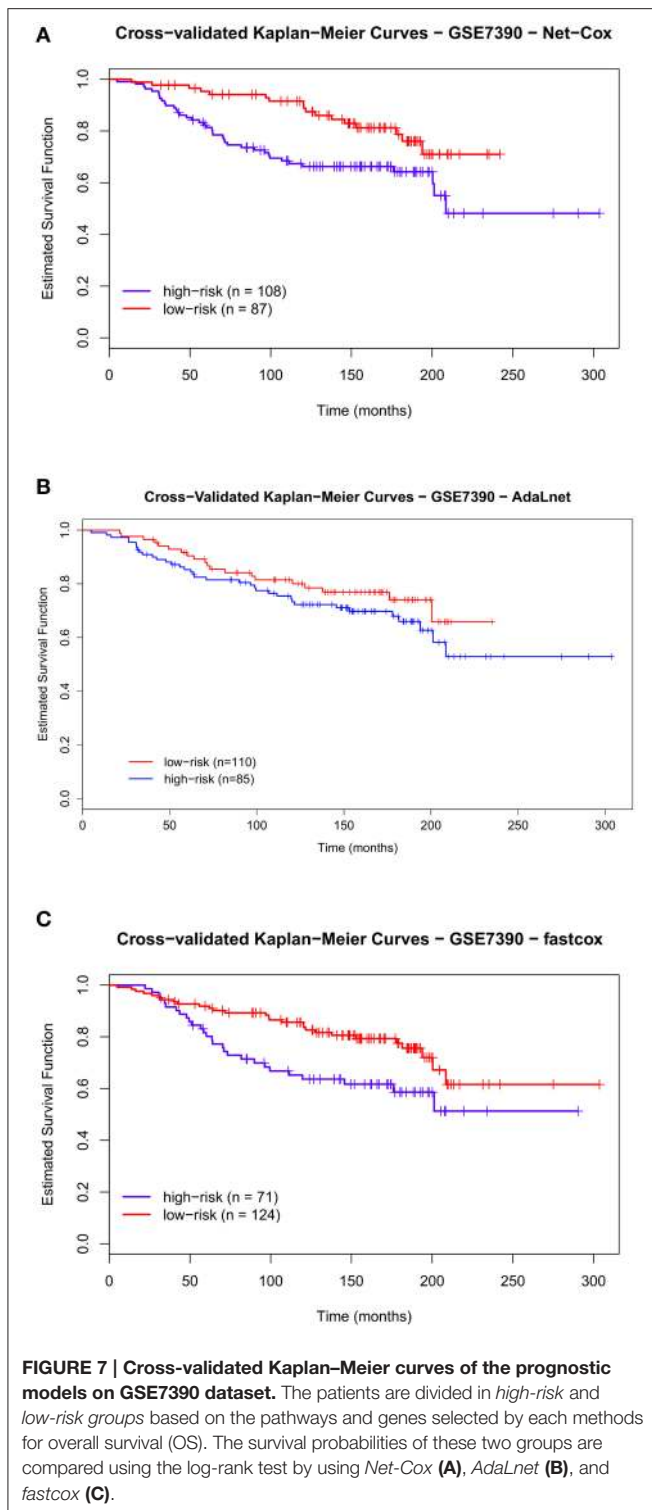 A
Cross-validated Kaplan−Meier Curves − GSE7390 − Net-Cox
Estimated Survival Function
1.0
0.8
0.6
0.4
0.2
0.0
high-risk (n = 108)
low-risk (n = 87)
0 50 100 150 200 250 300
Time (months)
B
Cross-Validated Kaplan−Meier Curves − GSE7390 − AdaLnet
Estimated Survival Function
1.0
0.8
0.6
0.4
0.2
0.0
low-risk (n=110)
high-risk (n=85)
0 50 100 150 200 250 300
Time (months)
C
Cross−validated Kaplan−Meier Curves − GSE7390 − fastcox
Estimated Survival Function
1.0
0.8
0.6
0.4
0.2
0.0
high-risk (n = 71)
low-risk (n = 124)
0 50 100 150 200 250 300
Time (months)
FIGURE 7 | Cross-validated Kaplan–Meier curves of the prognostic
models on GSE7390 dataset. The patients are divided in high-risk and
low-risk groups based on the pathways and genes selected by each methods
for overall survival (OS). The survival probabilities of these two groups are
compared using the log-rank test by using Net-Cox (A), AdaLnet (B), and
fastcox (C).